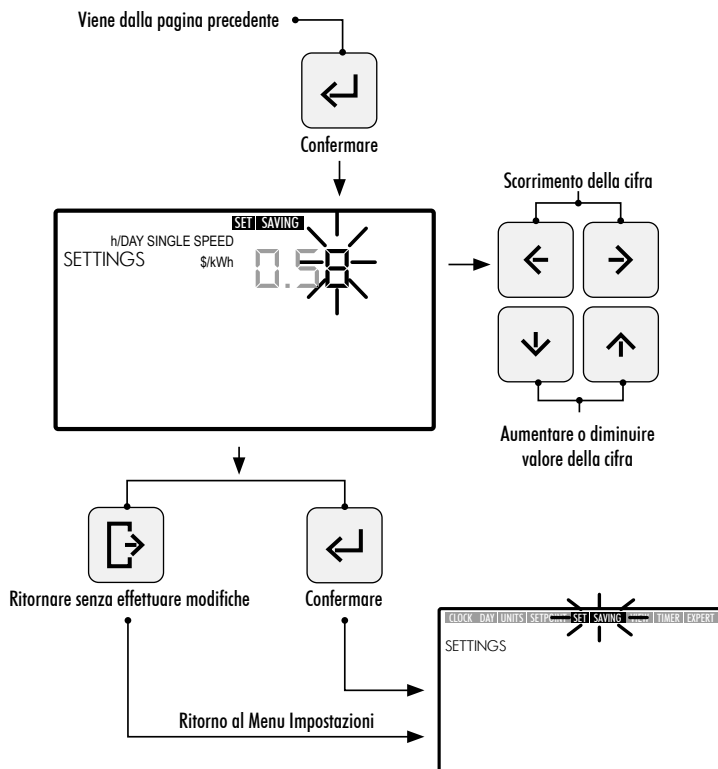 Viene dalla pagina precedente
Confermare
Scorrimento della cifra
SET SAVING
h/DAY SINGLE SPEED
SETTINGS $/kWh 0.58
Aumentare o diminuire
valore della cifra
Ritornare senza effettuare modifiche
Confermare
CLOCK DAY UNITS SET SAVING TIMER EXPERT
SETTINGS
Ritorno al Menu Impostazioni